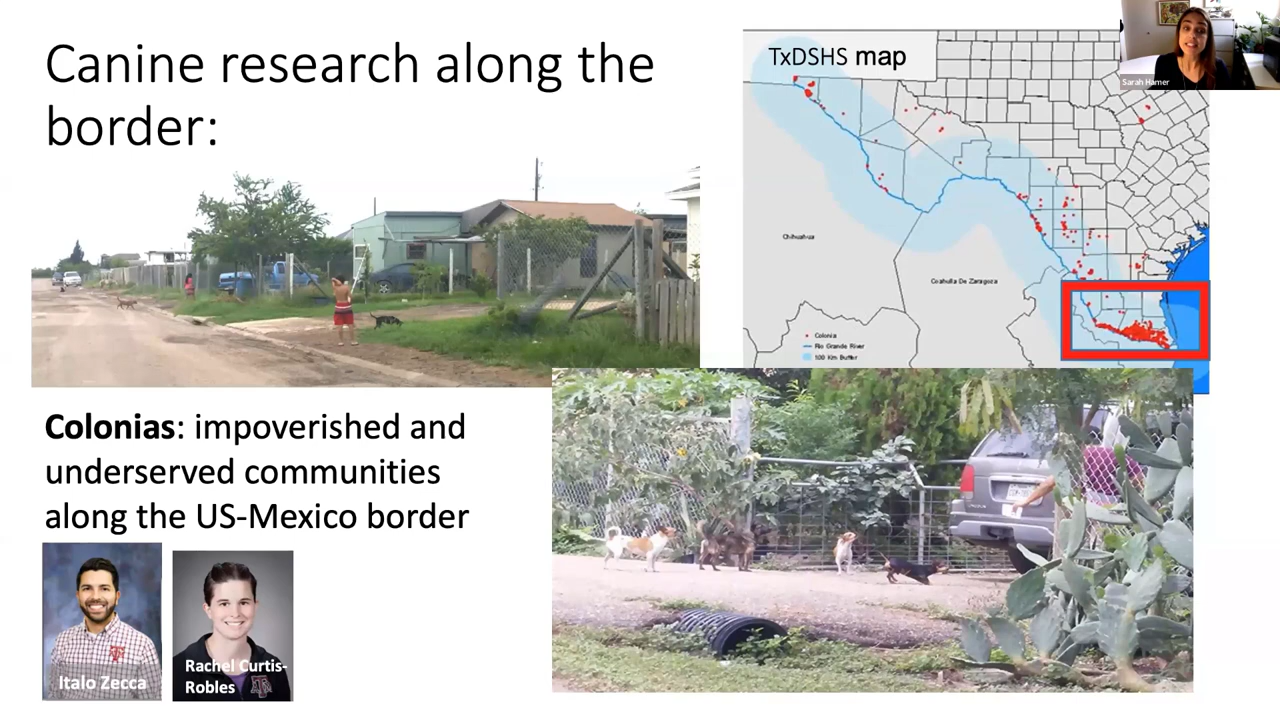 Canine research along the
border:
TxDSHS map
Sarah Hamer
Chihuahua
Coahuila De Zaragoza
Colonia
Rio Grande River
100 Km Buffer
Colonias: impoverished and
underserved communities
along the US-Mexico border
Italo Zecca
Rachel Curtis-
Robles